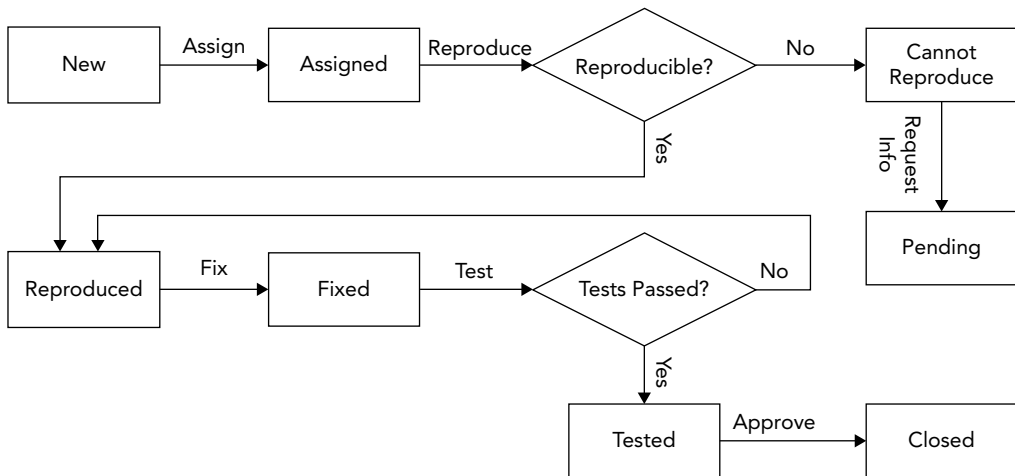 New
Assign
Assigned
Reproduce
Reproducible?
No
Cannot
Reproduce
Yes
Request
Info
Pending
Reproduced
Fix
Fixed
Test
Tests Passed?
No
Yes
Tested
Approve
Closed